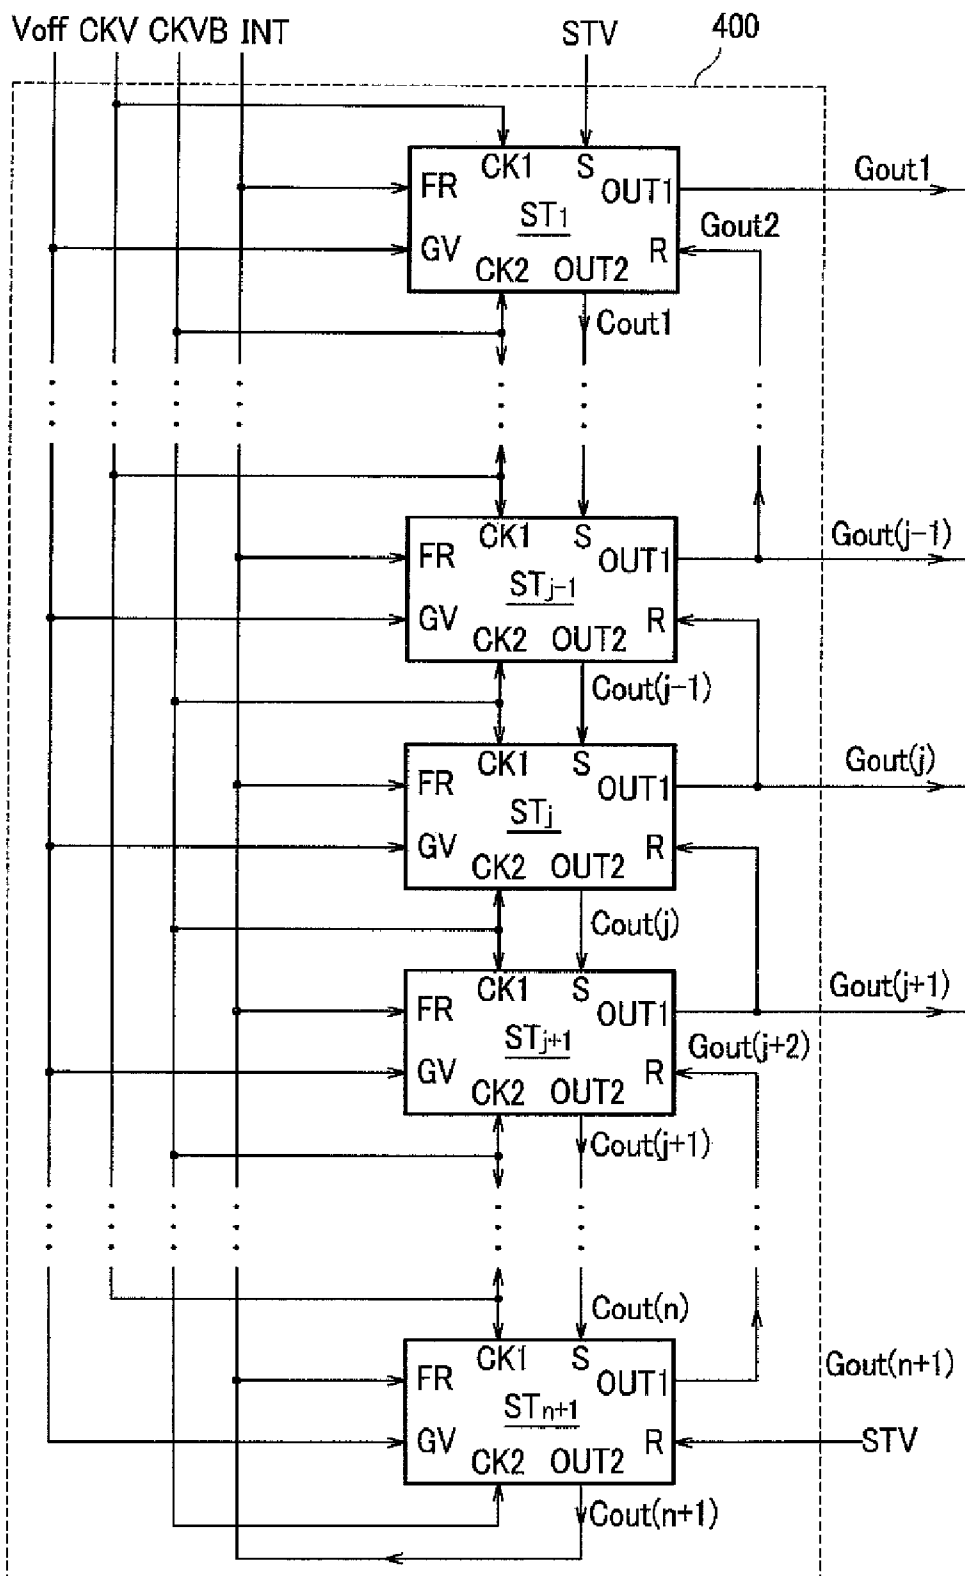 Voff CKV CKVB INT STV 400
CK1 S
FR OUT1 Gout1
ST1 Gout2
GV R
CK2 OUT2
Cout1
CK1 S
FR OUT1 Gout(j-1)
STj-1
GV R
CK2 OUT2
Cout(j-1)
CK1 S
FR OUT1 Gout(j)
STj
GV R
CK2 OUT2
Cout(j)
CK1 S
FR OUT1 Gout(j+1)
STj+1 Gout(j+2)
GV R
CK2 OUT2
Cout(j+1)
Cout(n)
CK1 S
FR OUT1 Gout(n+1)
STn+1
GV R STV
CK2 OUT2
Cout(n+1)